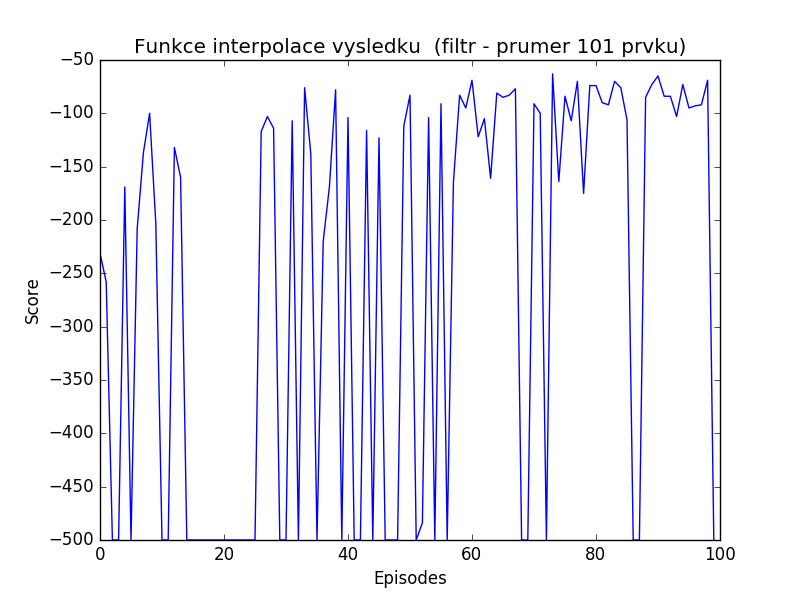 Funkce interpolace vysledku  (filtr - prumer 101 prvku)
−50
−100
−150
−200
−250
−300
−350
−400
−450
−500
Score
0 20 40 60 80 100
Episodes